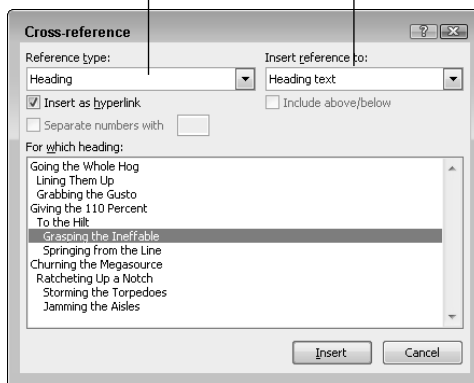 Cross-reference
Reference type: Insert reference to:
Heading Heading text
Insert as hyperlink Include above/below
Separate numbers with
For which heading:
Going the Whole Hog
Lining Them Up
Grabbing the Gusto
Giving the 110 Percent
To the Hilt
Grasping the Ineffable
Springing from the Line
Churning the Megasource
Ratcheting Up a Notch
Storming the Torpedoes
Jamming the Aisles
Insert Cancel